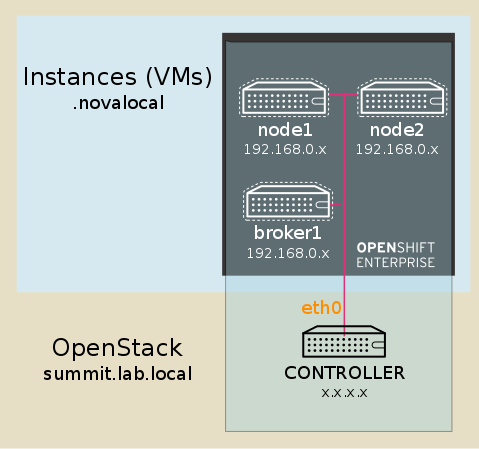 Instances (VMs)
.novalocal
node1
192.168.0.x
node2
192.168.0.x
broker1
192.168.0.x
OPENSHIFT
ENTERPRISE
eth0
OpenStack
summit.lab.local
CONTROLLER
x.x.x.x